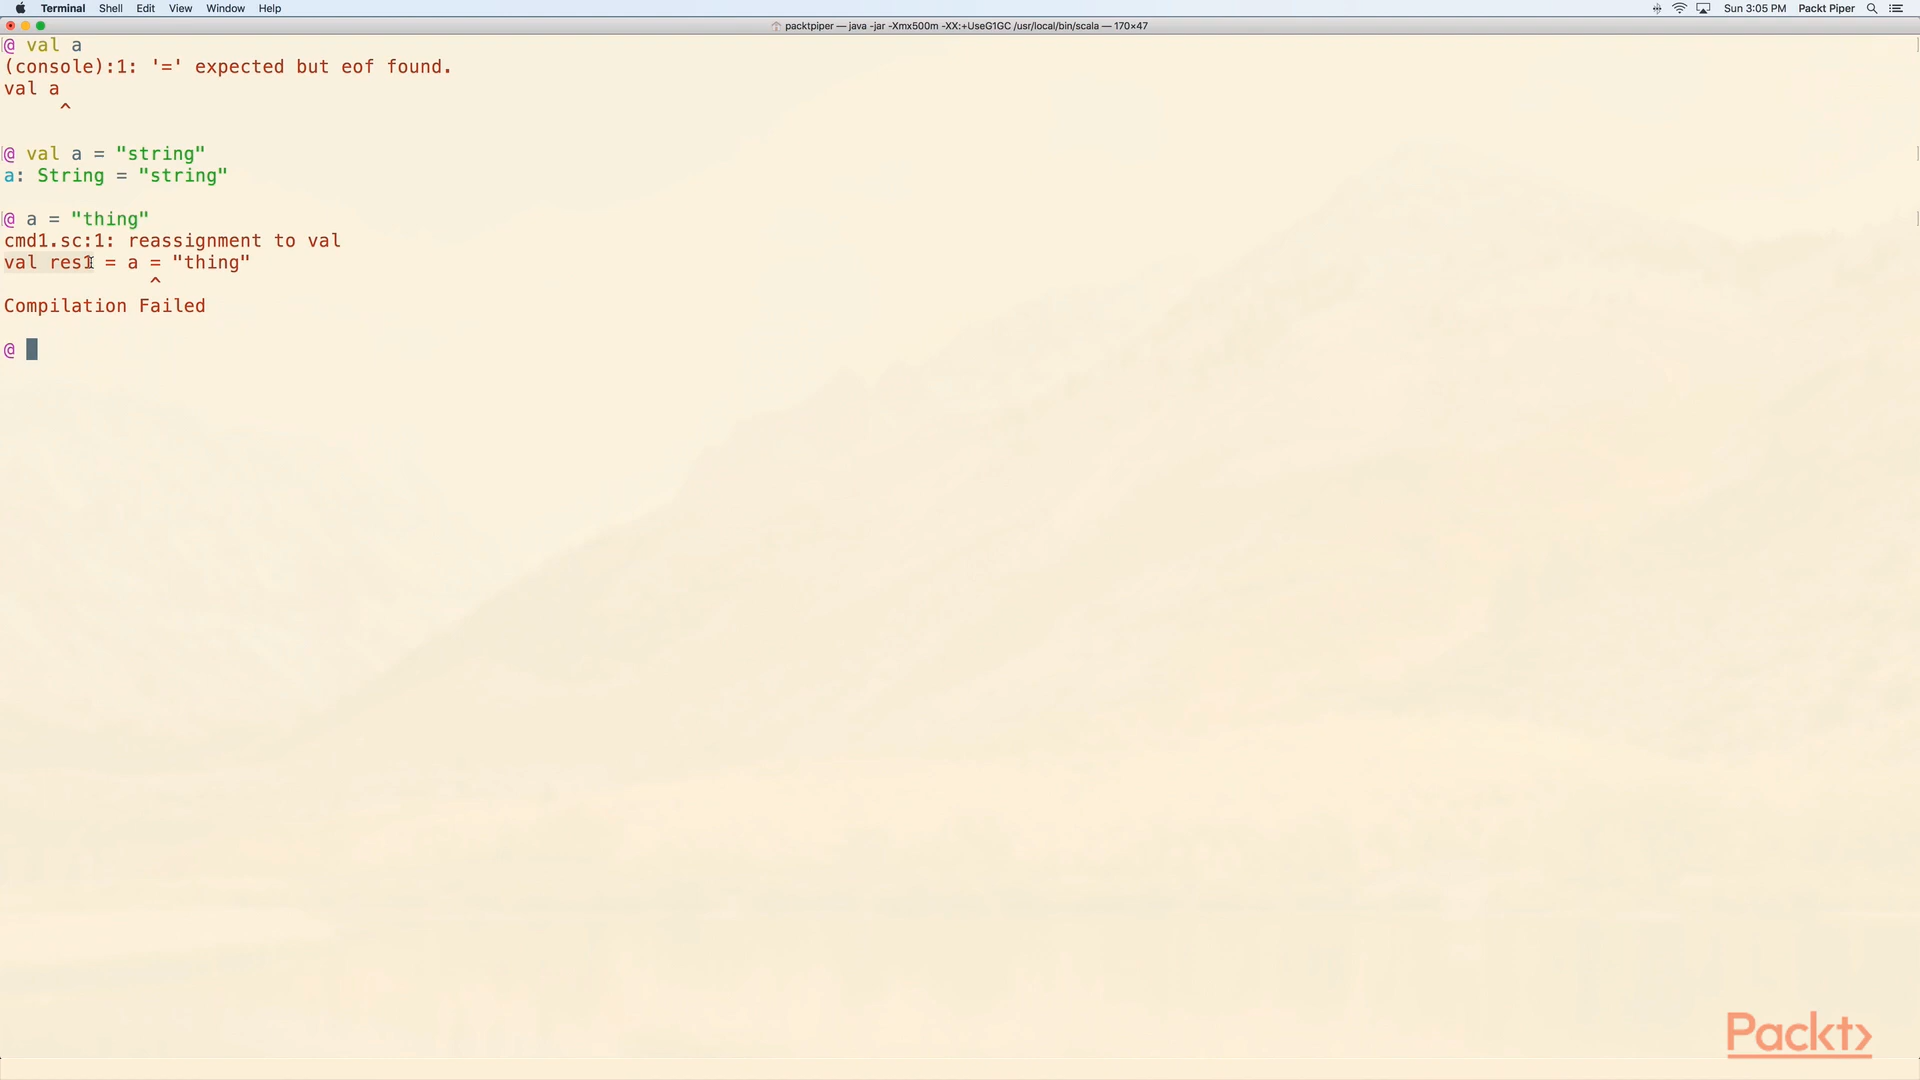 Terminal Shell Edit View Window Help Sun 3:05 PM Packt Piper
packtpiper — java -jar -Xmx500m -XX:+UseG1GC /usr/local/bin/scala — 170×47
@ val a
(console):1: '=' expected but eof found.
val a
^
@ val a = "string"
a: String = "string"
@ a = "thing"
cmd1.sc:1: reassignment to val
val res1 = a = "thing"
^
Compilation Failed
@
Packt>